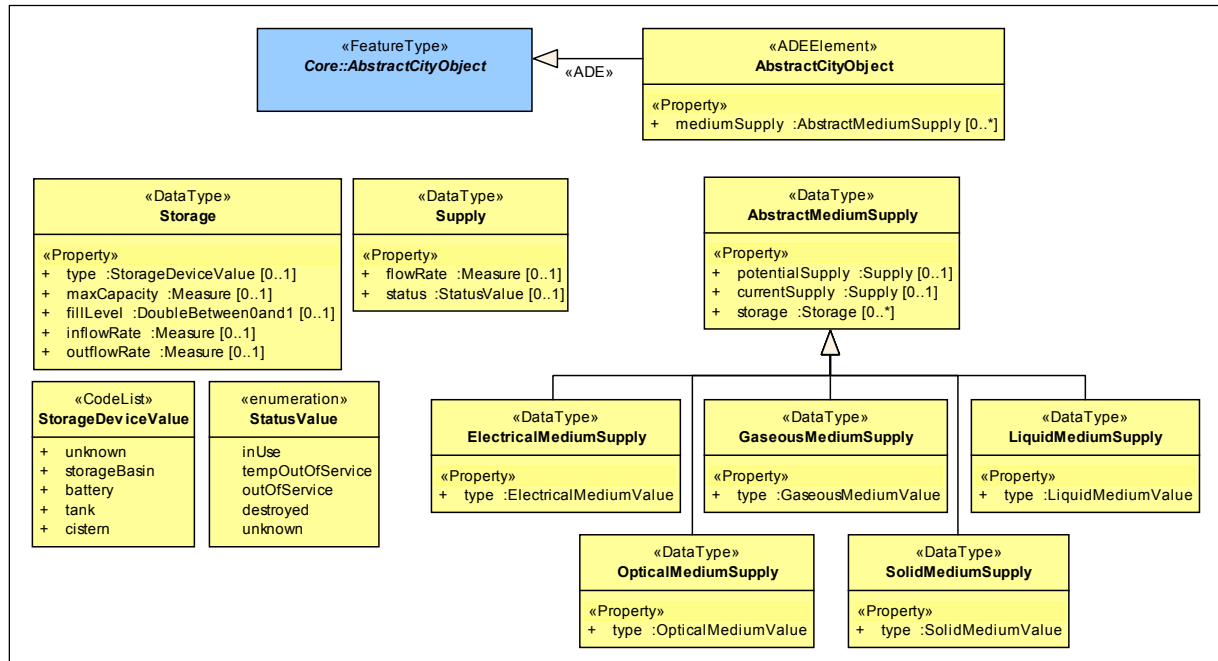 «FeatureType»
Core::AbstractCityObject
«ADE»
«ADEElement»
AbstractCityObject
«Property»
+ mediumSupply :AbstractMediumSupply [0..*]
«DataType»
Storage
«Property»
+ type :StorageDeviceValue [0..1]
+ maxCapacity :Measure [0..1]
+ fillLevel :DoubleBetween0and1 [0..1]
+ inflowRate :Measure [0..1]
+ outflowRate :Measure [0..1]
«DataType»
Supply
«Property»
+ flowRate :Measure [0..1]
+ status :StatusValue [0..1]
«DataType»
AbstractMediumSupply
«Property»
+ potentialSupply :Supply [0..1]
+ currentSupply :Supply [0..1]
+ storage :Storage [0..*]
«CodeList»
StorageDeviceValue
+ unknown
+ storageBasin
+ battery
+ tank
+ cistern
«enumeration»
StatusValue
inUse
tempOutOfService
outOfService
destroyed
unknown
«DataType»
ElectricalMediumSupply
«Property»
+ type :ElectricalMediumValue
«DataType»
GaseousMediumSupply
«Property»
+ type :GaseousMediumValue
«DataType»
LiquidMediumSupply
«Property»
+ type :LiquidMediumValue
«DataType»
OpticalMediumSupply
«Property»
+ type :OpticalMediumValue
«DataType»
SolidMediumSupply
«Property»
+ type :SolidMediumValue